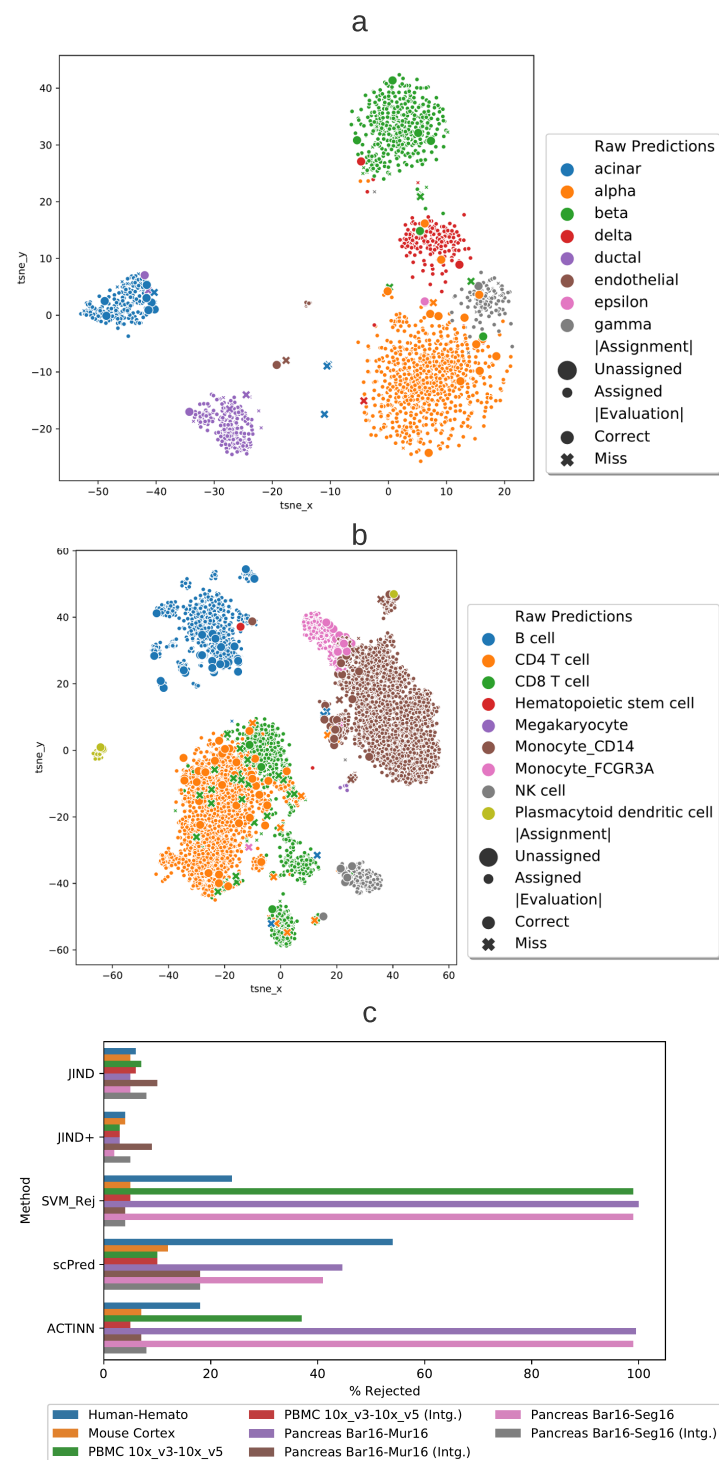 a
40
30
20
10
0
−10
−20
tsne_y
−50
−40
−30
−20
−10
0
10
20
tsne_x
Raw Predictions
acinar
alpha
beta
delta
ductal
endothelial
epsilon
gamma
|Assignment|
Unassigned
Assigned
|Evaluation|
Correct
Miss
b
60
40
20
0
−20
−40
−60
tsne_y
−60
−40
−20
0
20
40
60
tsne_x
Raw Predictions
B cell
CD4 T cell
CD8 T cell
Hematopoietic stem cell
Megakaryocyte
Monocyte_CD14
Monocyte_FCGR3A
NK cell
Plasmacytoid dendritic cell
|Assignment|
Unassigned
Assigned
|Evaluation|
Correct
Miss
c
Method
JIND
JIND+
SVM_Rej
scPred
ACTINN
0
20
40
60
80
100
% Rejected
Human-Hemato
Mouse Cortex
PBMC 10x_v3-10x_v5
PBMC 10x_v3-10x_v5 (Intg.)
Pancreas Bar16-Mur16
Pancreas Bar16-Mur16 (Intg.)
Pancreas Bar16-Seg16
Pancreas Bar16-Seg16 (Intg.)